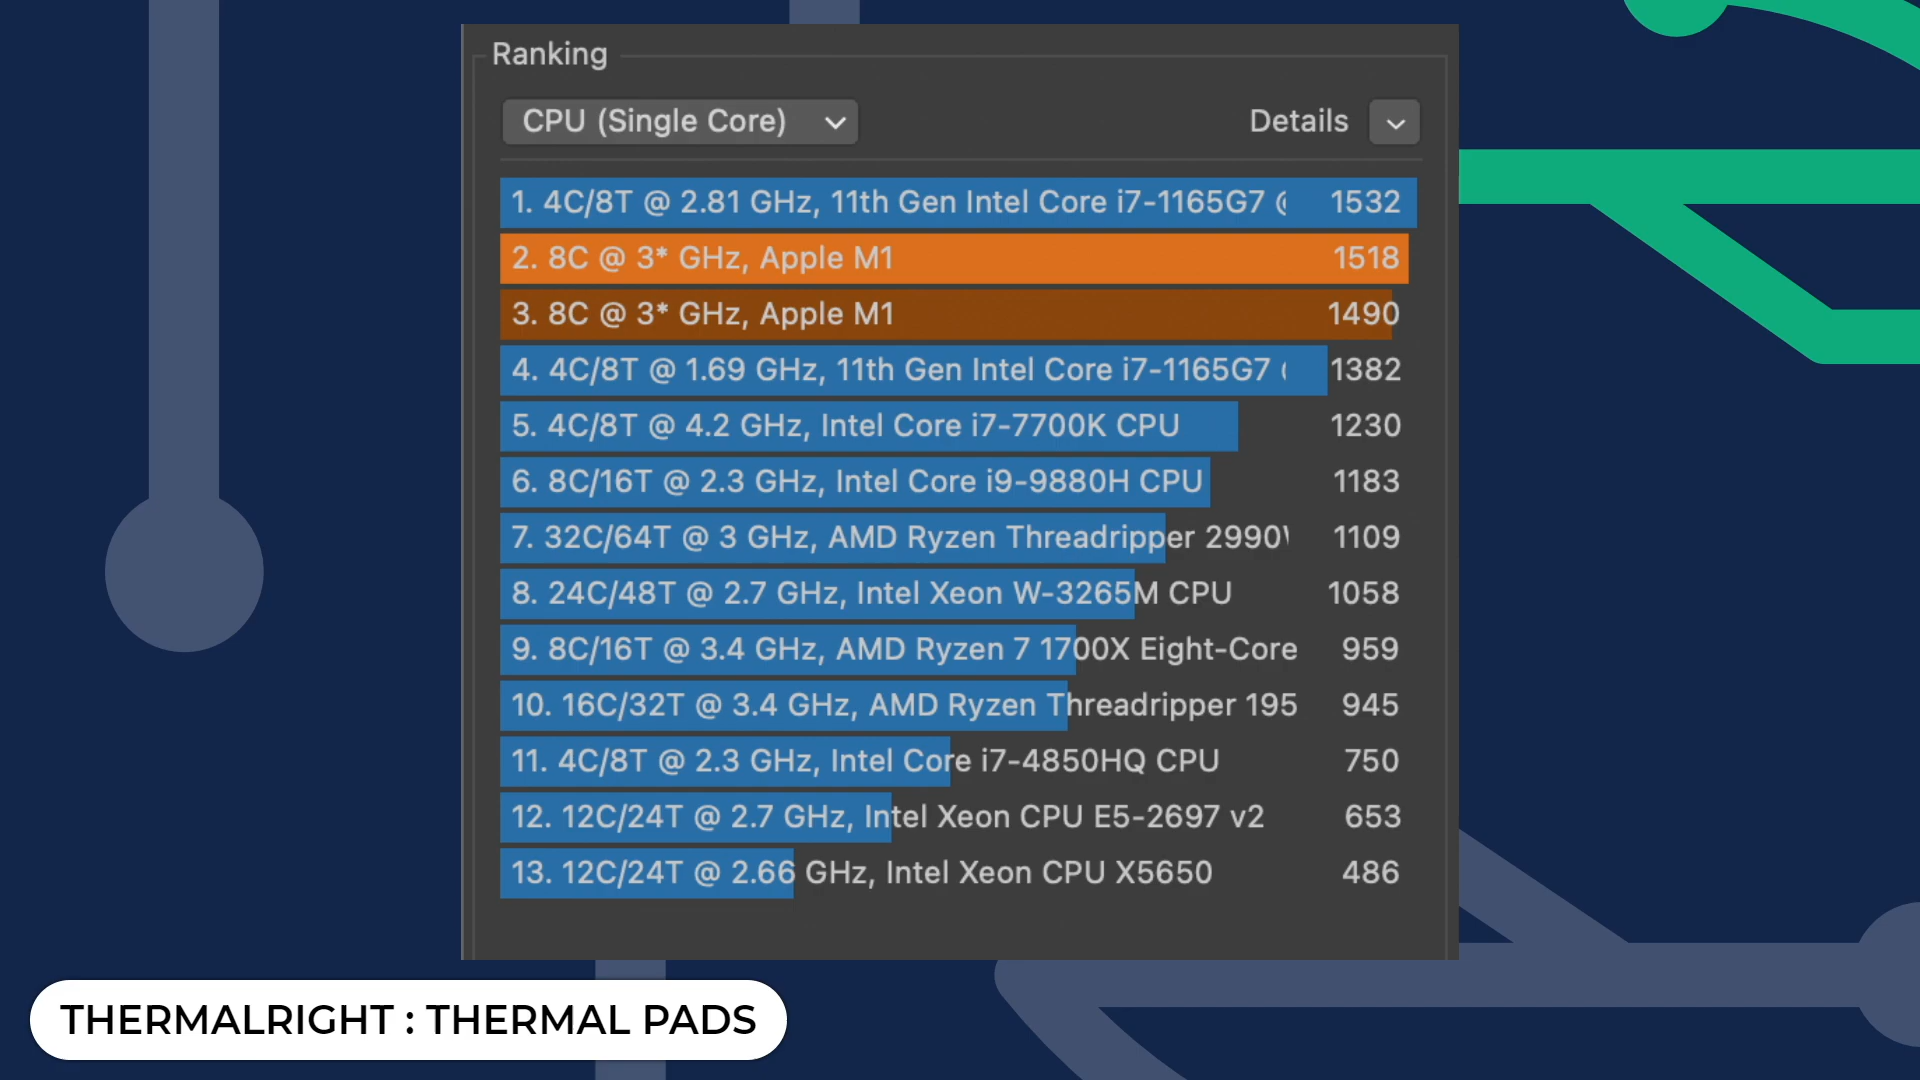 Ranking
CPU (Single Core)
Details
1. 4C/8T @ 2.81 GHz, 11th Gen Intel Core i7-1165G7 1532
2. 8C @ 3* GHz, Apple M1 1518
3. 8C @ 3* GHz, Apple M1 1490
4. 4C/8T @ 1.69 GHz, 11th Gen Intel Core i7-1165G7 1382
5. 4C/8T @ 4.2 GHz, Intel Core i7-7700K CPU 1230
6. 8C/16T @ 2.3 GHz, Intel Core i9-9880H CPU 1183
7. 32C/64T @ 3 GHz, AMD Ryzen Threadripper 2990 1109
8. 24C/48T @ 2.7 GHz, Intel Xeon W-3265M CPU 1058
9. 8C/16T @ 3.4 GHz, AMD Ryzen 7 1700X Eight-Core 959
10. 16C/32T @ 3.4 GHz, AMD Ryzen Threadripper 195 945
11. 4C/8T @ 2.3 GHz, Intel Core i7-4850HQ CPU 750
12. 12C/24T @ 2.7 GHz, Intel Xeon CPU E5-2697 v2 653
13. 12C/24T @ 2.66 GHz, Intel Xeon CPU X5650 486
THERMALRIGHT : THERMAL PADS